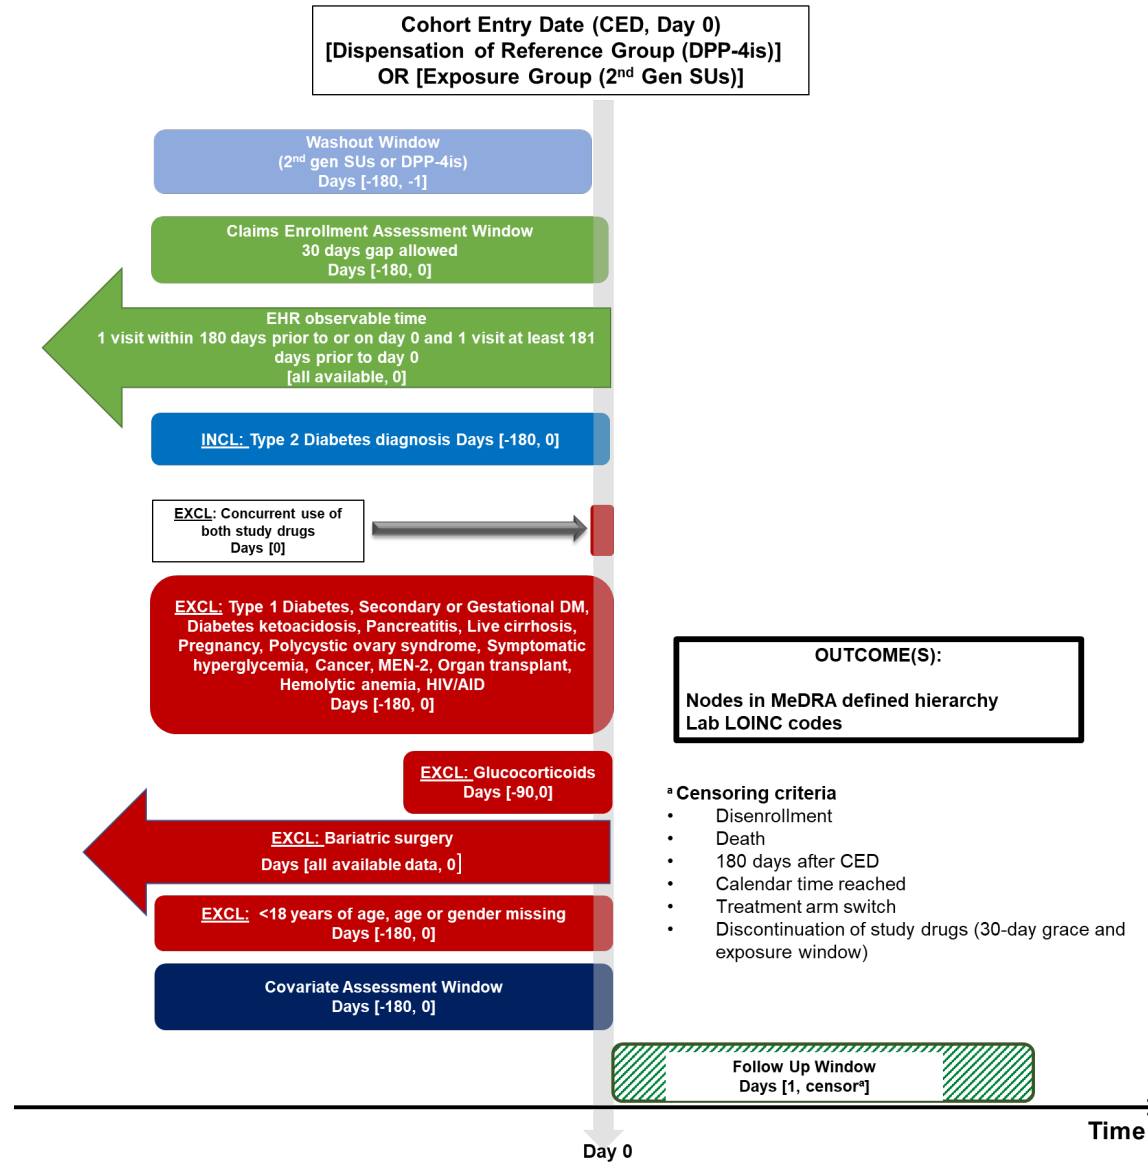 Cohort Entry Date (CED, Day 0)
[Dispensation of Reference Group (DPP-4is)]
OR [Exposure Group (2nd Gen SUs)]
Washout Window
(2nd gen SUs or DPP-4is)
Days [-180, -1]
Claims Enrollment Assessment Window
30 days gap allowed
Days [-180, 0]
EHR observable time
1 visit within 180 days prior to or on day 0 and 1 visit at least 181
days prior to day 0
[all available, 0]
INCL: Type 2 Diabetes diagnosis Days [-180, 0]
EXCL: Concurrent use of
both study drugs
Days [0]
EXCL: Type 1 Diabetes, Secondary or Gestational DM,
Diabetes ketoacidosis, Pancreatitis, Live cirrhosis,
Pregnancy, Polycystic ovary syndrome, Symptomatic
hyperglycemia, Cancer, MEN-2, Organ transplant,
Hemolytic anemia, HIV/AID
Days [-180, 0]
OUTCOME(S):
Nodes in MeDRA defined hierarchy
Lab LOINC codes
EXCL: Glucocorticoids
Days [-90,0]
EXCL: Bariatric surgery
Days [all available data, 0]
EXCL: <18 years of age, age or gender missing
Days [-180, 0]
Covariate Assessment Window
Days [-180, 0]
a Censoring criteria
• Disenrollment
• Death
• 180 days after CED
• Calendar time reached
• Treatment arm switch
• Discontinuation of study drugs (30-day grace and
exposure window)
Follow Up Window
Days [1, censorª]
Time
Day 0